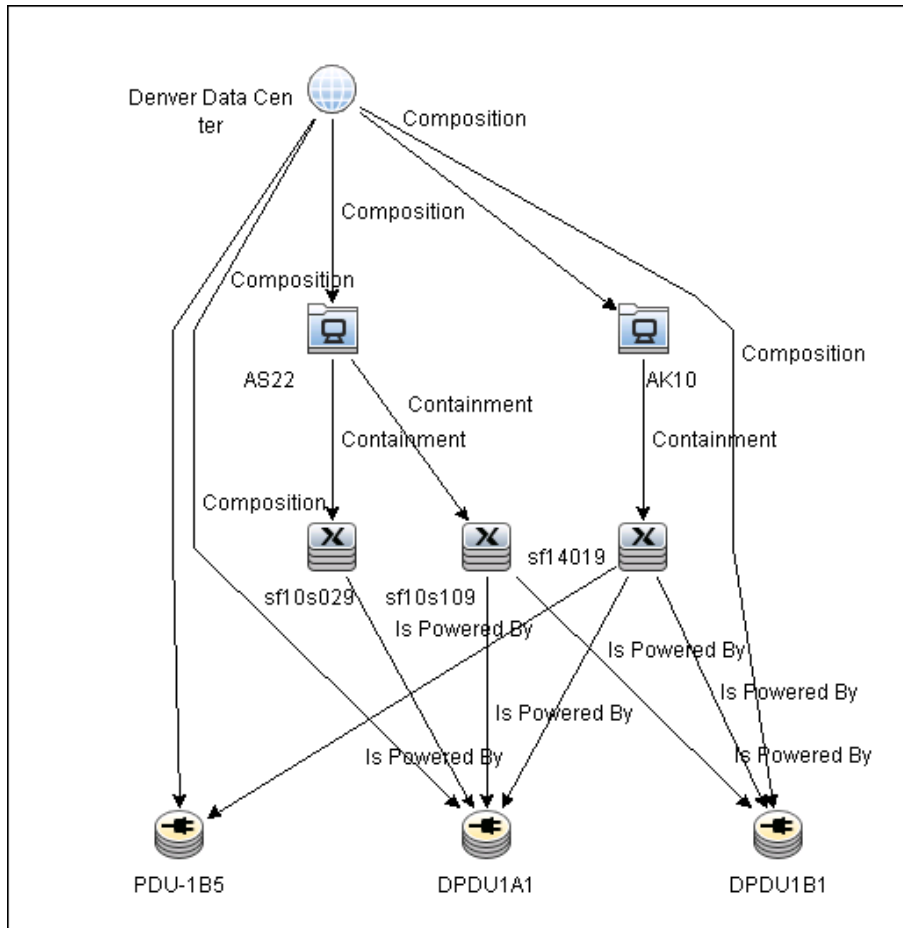 Denver Data Cen
ter
Composition
Composition
Composition
Composition
AS22
AK10
Containment
Containment
Containment
Composition
sf14019
sf10s029
sf10s109
Is Powered By
Is Powered By
Is Powered By
Is Powered By
Is Powered By
Is Powered By
PDU-1B5
DPDU1A1
DPDU1B1